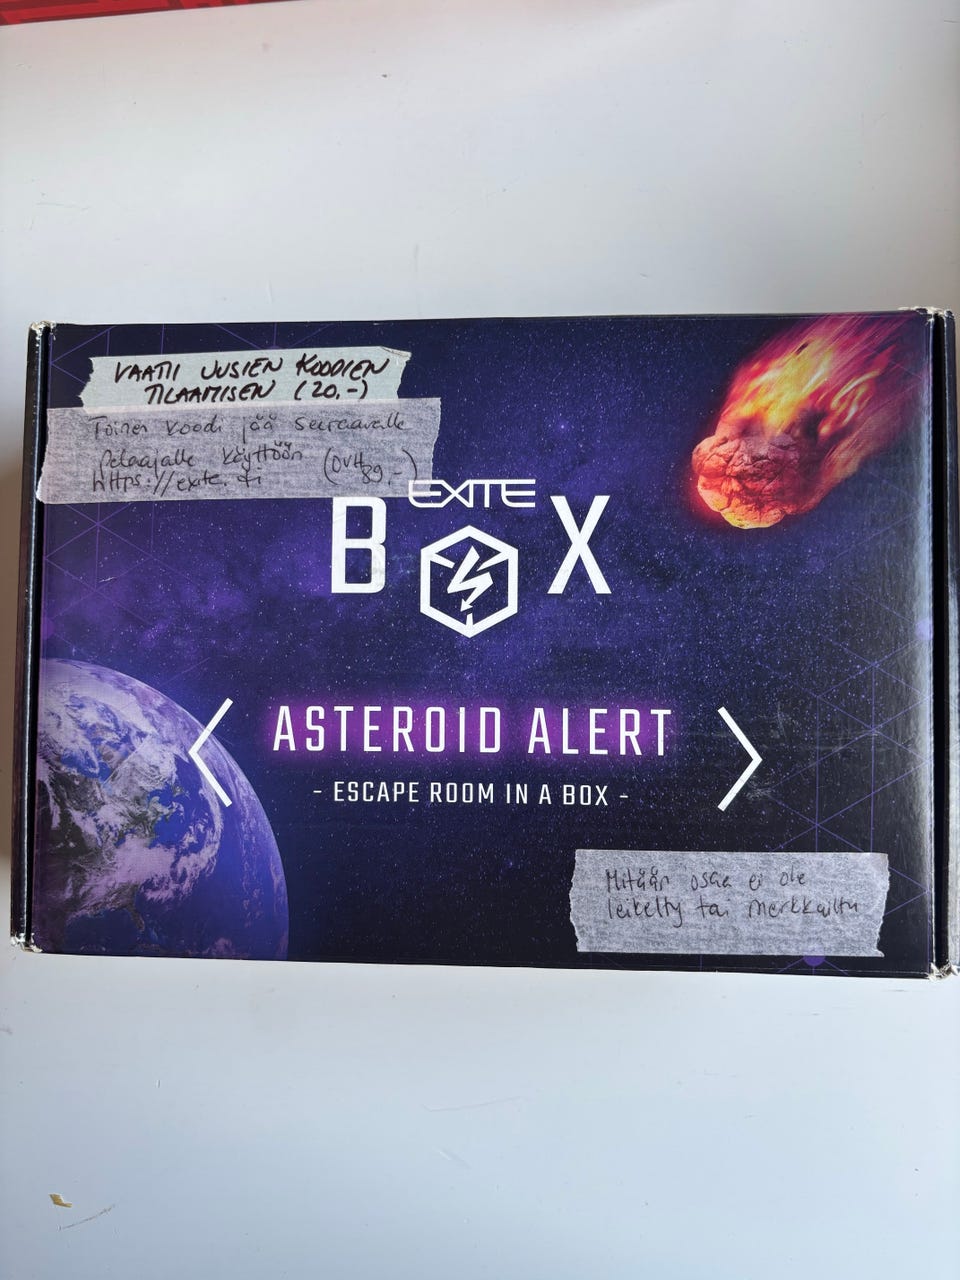 VAATII UUSIEN KOODIEN
TILAAMISEN (20,-)
Toinen koodi jää seuraavalle
pelaajalle käyttöön (OVH 89,-)
https://exite.fi
EXITE
BOX
ASTEROID ALERT
- ESCAPE ROOM IN A BOX -
Mitään osaa ei ole
leikelty tai merkkailtu